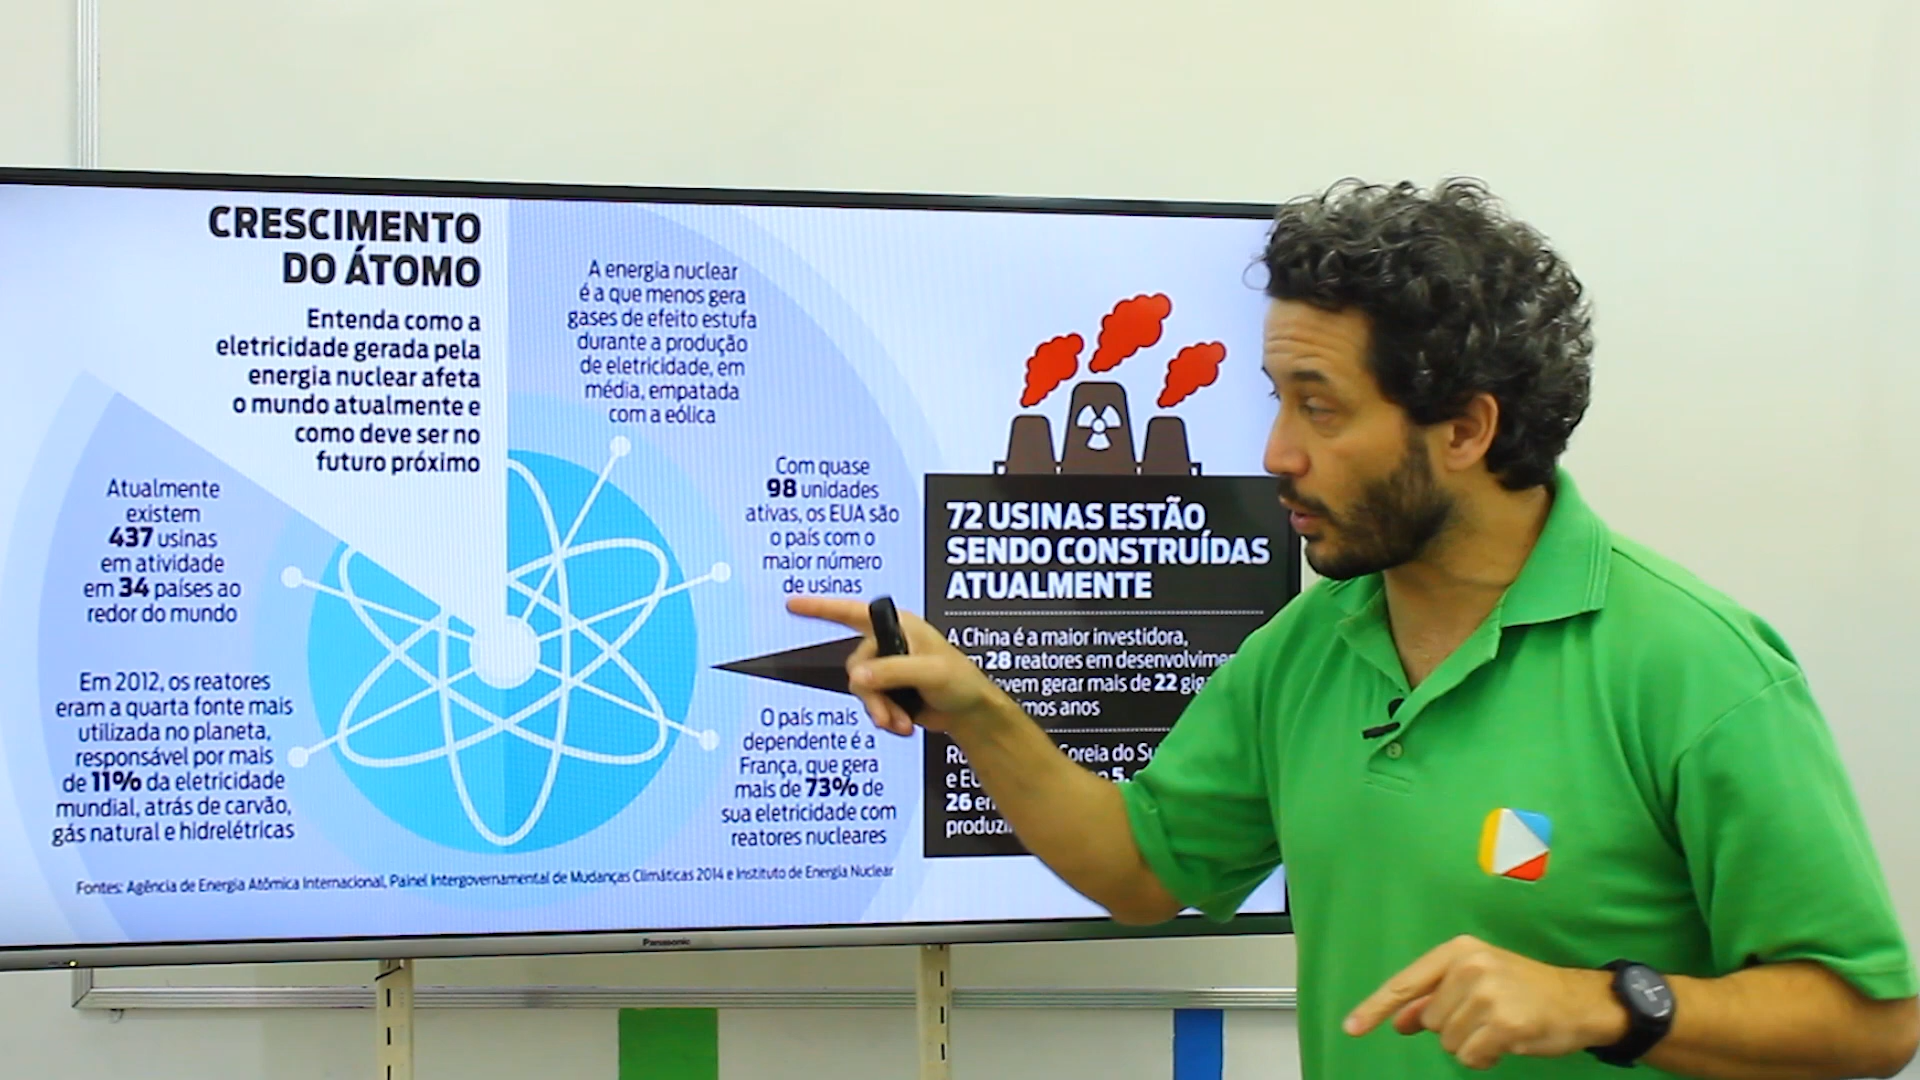 CRESCIMENTO
DO ÁTOMO
Entenda como a
eletricidade gerada pela
energia nuclear afeta
o mundo atualmente e
como deve ser no
futuro próximo
Atualmente
existem
437 usinas
em atividade
em 34 países ao
redor do mundo
Em 2012, os reatores
eram a quarta fonte mais
utilizada no planeta,
responsável por mais
de 11% da eletricidade
mundial, atrás de carvão,
gás natural e hidrelétricas
A energia nuclear
é a que menos gera
gases de efeito estufa
durante a produção
de eletricidade, em
média, empatada
com a eólica
Com quase
98 unidades
ativas, os EUA são
o país com o
maior número
de usinas
O país mais
dependente é a
França, que gera
mais de 73% de
sua eletricidade com
reatores nucleares
72 USINAS ESTÃO
SENDO CONSTRUÍDAS
ATUALMENTE
A China é a maior investidora,
28 reatores em
gerar mais de 22
anos
Coreia do
e
26
Fontes: Agência de Energia Atômica Internacional, Painel Intergovernamental de Mudanças Climáticas 2014 e Instituto de Energia Nuclear
Panasonic